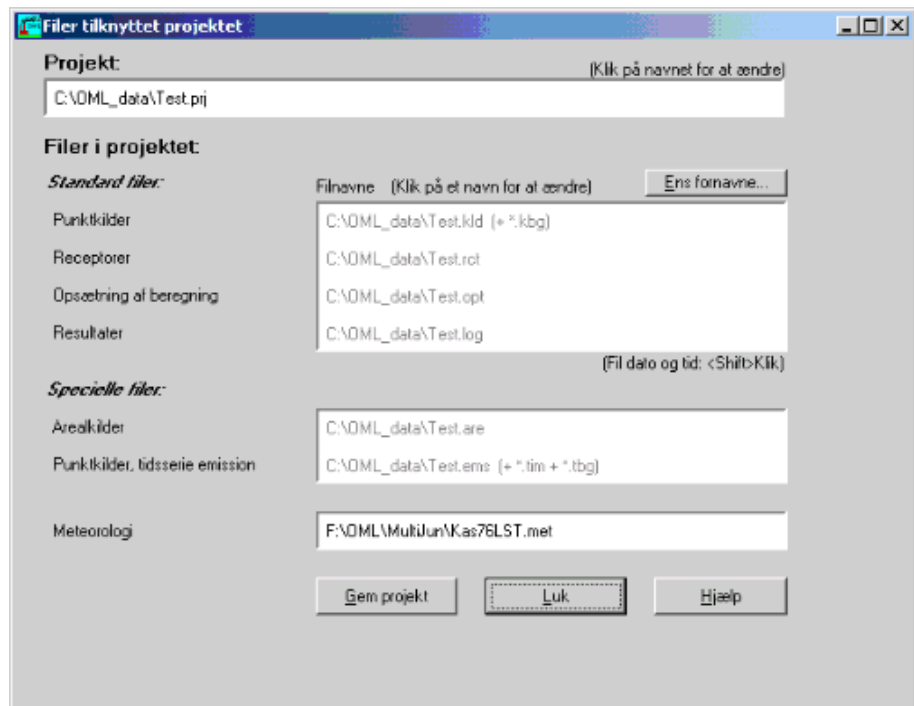 Filer tilknyttet projektet
Projekt:
(Klik på navnet for at ændre)
C:\OML_data\Test.prj
Filer i projektet:
Standard filer:
Filnavne (Klik på et navn for at ændre)
Ens fornavne...
Punktkilder
C:\OML_data\Test.kld (+ *.kbg)
Receptorer
C:\OML_data\Test.rct
Opsætning af beregning
C:\OML_data\Test.opt
Resultater
C:\OML_data\Test.log
(Fil dato og tid: <Shift>Klik)
Specielle filer:
Arealkilder
C:\OML_data\Test.are
Punktkilder, tidsserie emission
C:\OML_data\Test.ems (+ *.tim + *.tbg)
Meteorologi
F:\OML\MultiJun\Kas76LST.met
Gem projekt
Luk
Hjælp